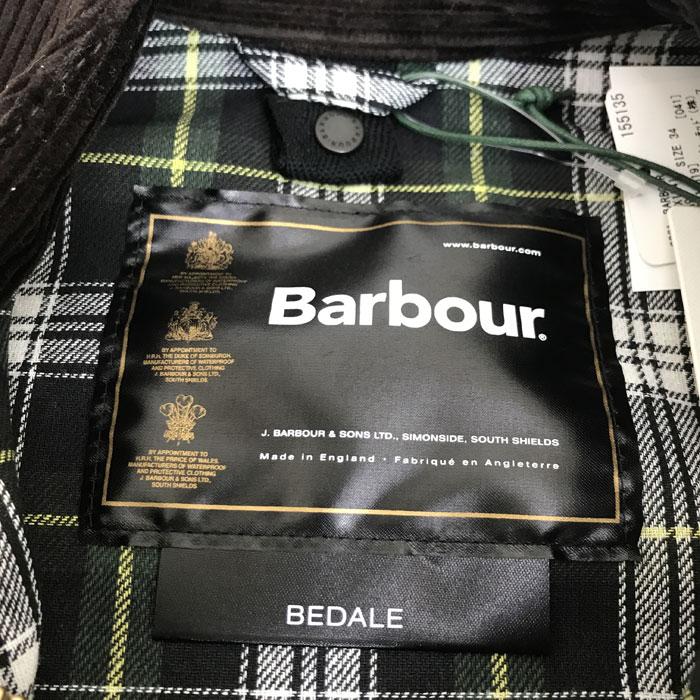 www.barbour.com
Barbour
BY APPOINTMENT TO
H.R.H. THE DUKE OF EDINBURGH
MANUFACTURERS OF WATERPROOF
AND PROTECTIVE CLOTHING
J. BARBOUR & SONS LTD.
SOUTH SHIELDS
BY APPOINTMENT TO
H.R.H. THE PRINCE OF WALES
MANUFACTURERS OF WATERPROOF
AND PROTECTIVE CLOTHING
J. BARBOUR & SONS LTD.
SOUTH SHIELDS
J. BARBOUR & SONS LTD., SIMONSIDE, SOUTH SHIELDS
Made in England · Fabriqué en Angleterre
BEDALE
155135
SIZE 34 [041]